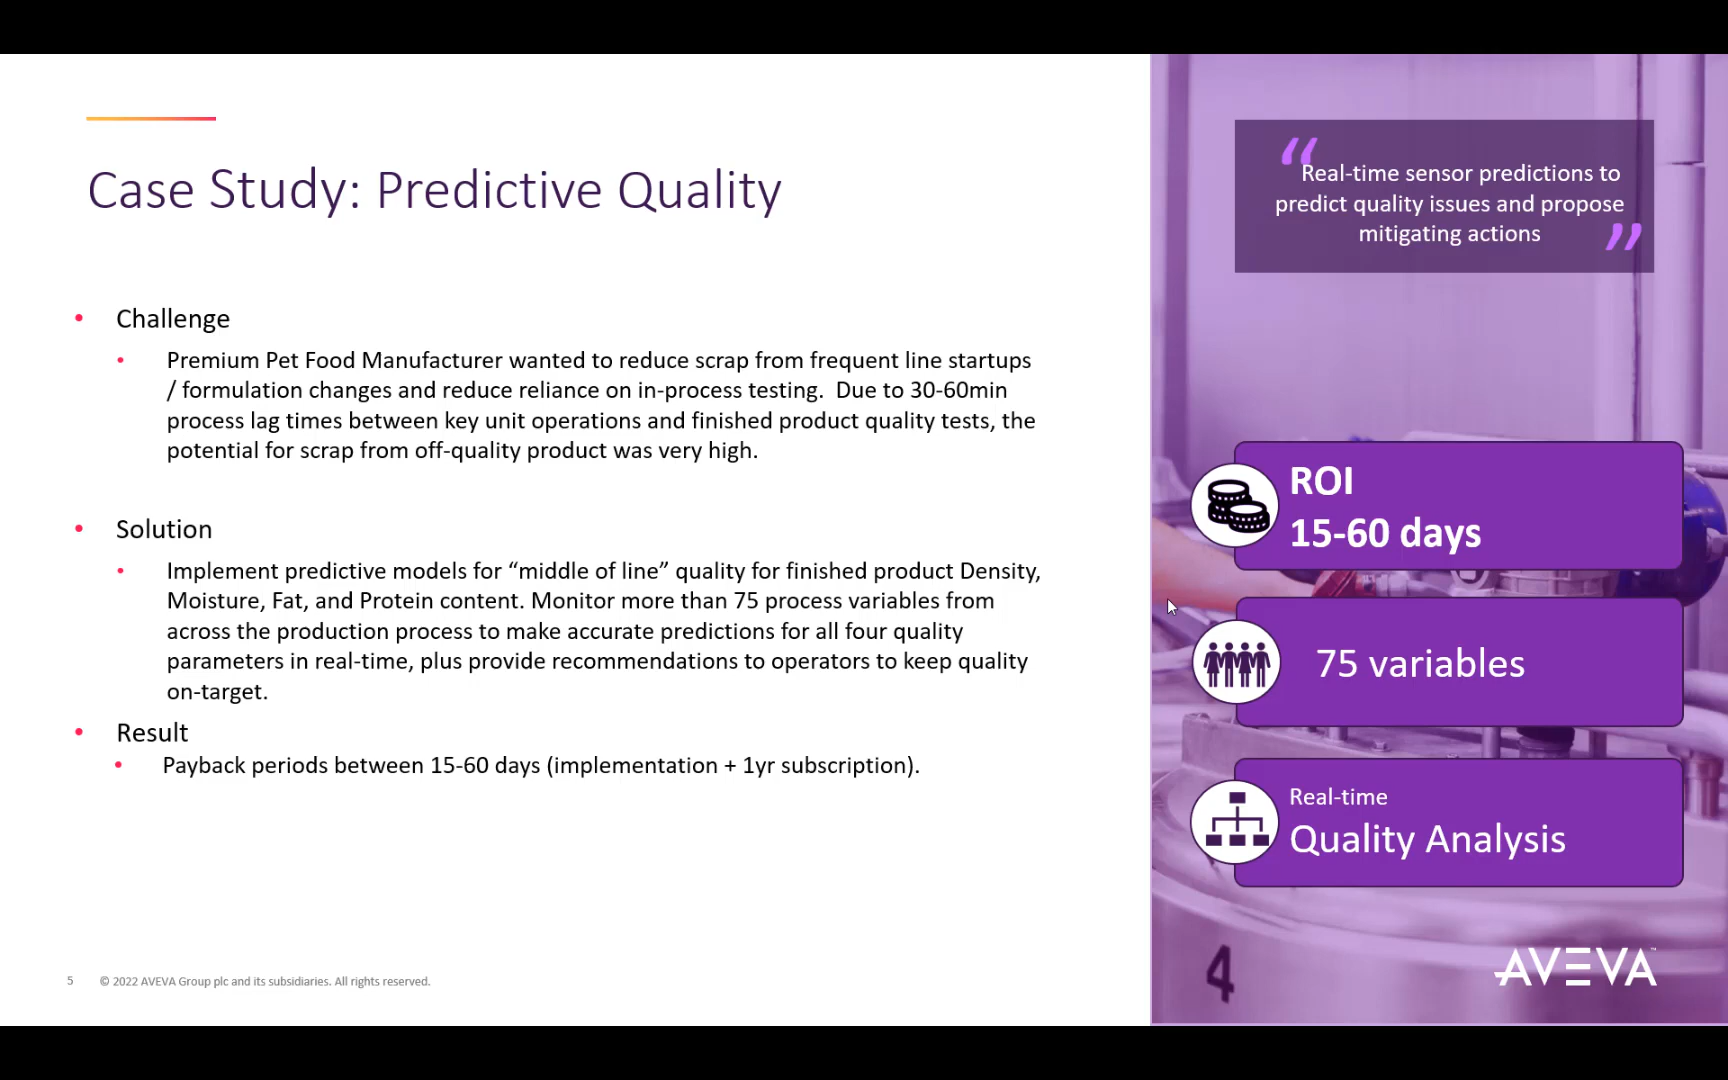 Case Study: Predictive Quality
• Challenge
• Premium Pet Food Manufacturer wanted to reduce scrap from frequent line startups
/ formulation changes and reduce reliance on in-process testing.  Due to 30-60min
process lag times between key unit operations and finished product quality tests, the
potential for scrap from off-quality product was very high.
• Solution
• Implement predictive models for “middle of line” quality for finished product Density,
Moisture, Fat, and Protein content. Monitor more than 75 process variables from
across the production process to make accurate predictions for all four quality
parameters in real-time, plus provide recommendations to operators to keep quality
on-target.
• Result
• Payback periods between 15-60 days (implementation + 1yr subscription).
5 © 2022 AVEVA Group plc and its subsidiaries. All rights reserved.
“Real-time sensor predictions to
predict quality issues and propose
mitigating actions”
ROI
15-60 days
75 variables
Real-time
Quality Analysis
4
AVEVA™